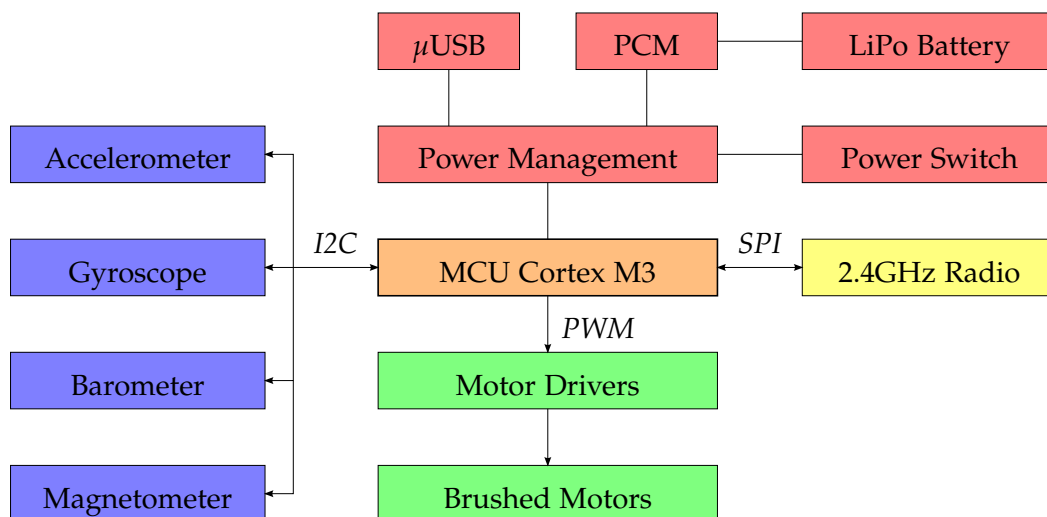 μUSB
PCM
LiPo Battery
Accelerometer
Power Management
Power Switch
Gyroscope
I2C
MCU Cortex M3
SPI
2.4GHz Radio
PWM
Barometer
Motor Drivers
Magnetometer
Brushed Motors